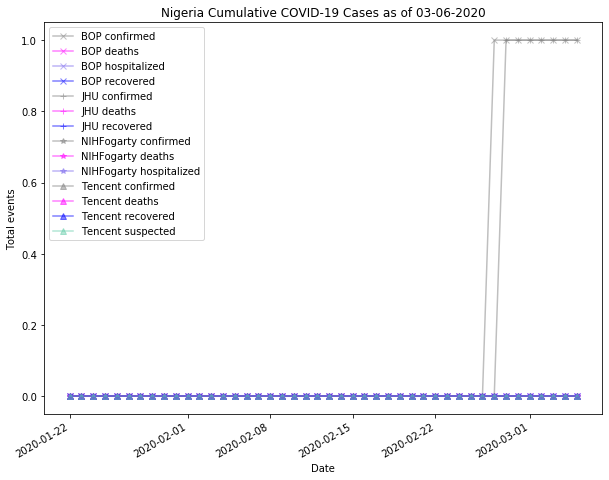 Nigeria Cumulative COVID-19 Cases as of 03-06-2020
BOP confirmed
BOP deaths
BOP hospitalized
BOP recovered
JHU confirmed
JHU deaths
JHU recovered
NIHFogarty confirmed
NIHFogarty deaths
NIHFogarty hospitalized
Tencent confirmed
Tencent deaths
Tencent recovered
Tencent suspected
Total events
1.0
0.8
0.6
0.4
0.2
0.0
2020-01-22
2020-02-01
2020-02-08
2020-02-15
2020-02-22
2020-03-01
Date